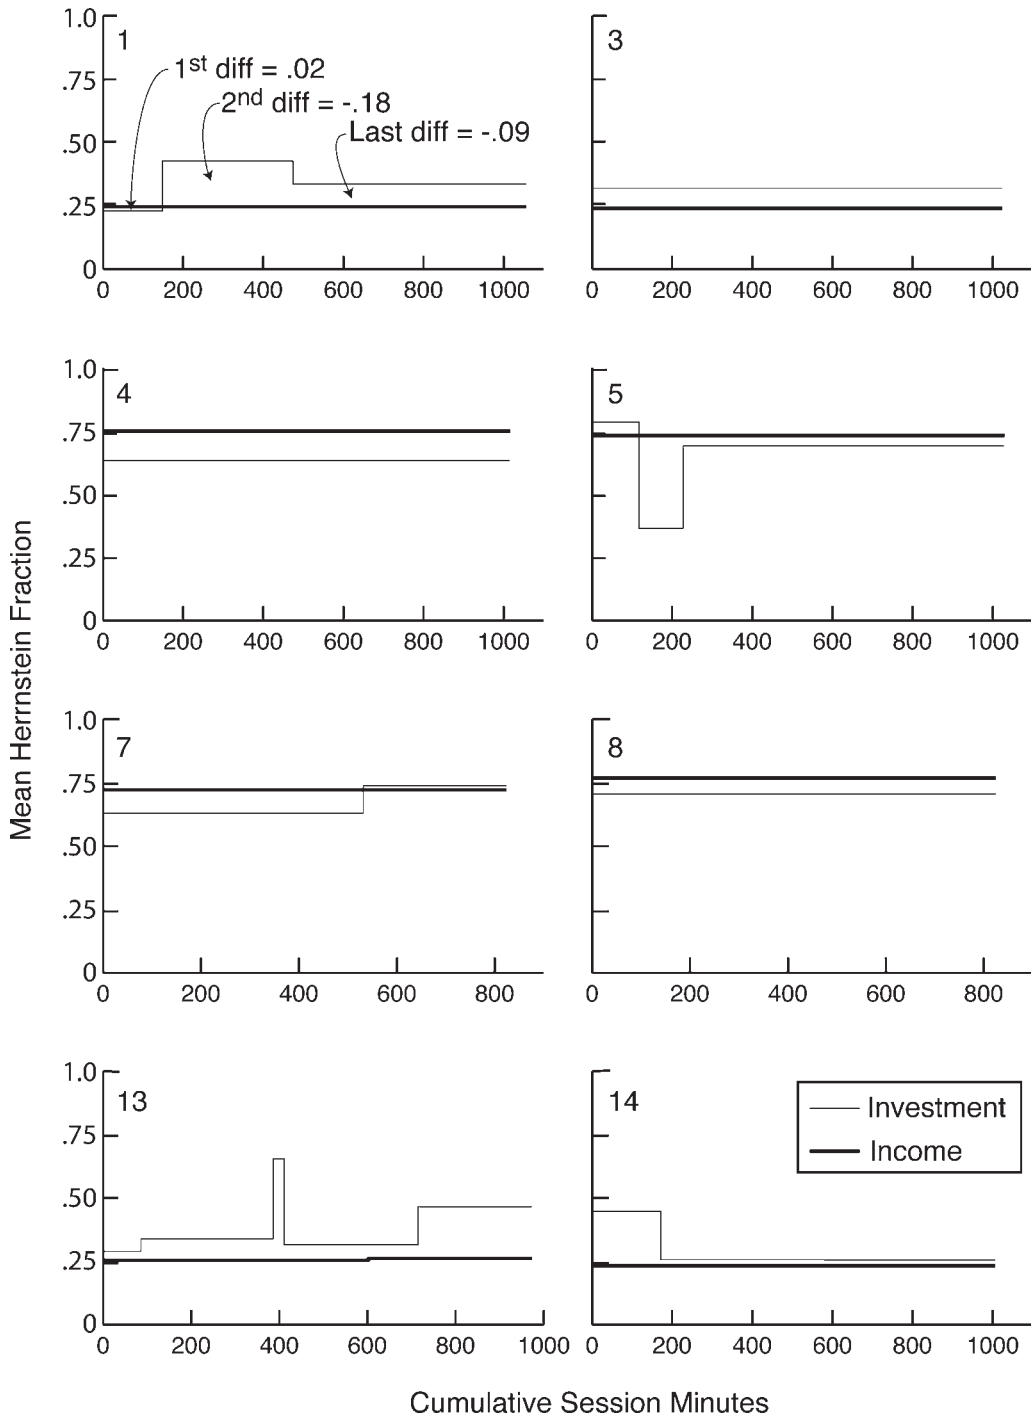 Mean Herrnstein Fraction
1.0
.75
.50
.25
0
1
1st diff = .02
2nd diff = -.18
Last diff = -.09
0 200 400 600 800 1000
3
0 200 400 600 800 1000
1.0
.75
.50
.25
0
4
0 200 400 600 800 1000
5
0 200 400 600 800 1000
1.0
.75
.50
.25
0
7
0 200 400 600 800
8
0 200 400 600 800
1.0
.75
.50
.25
0
13
0 200 400 600 800 1000
14
Investment
Income
0 200 400 600 800 1000
Cumulative Session Minutes